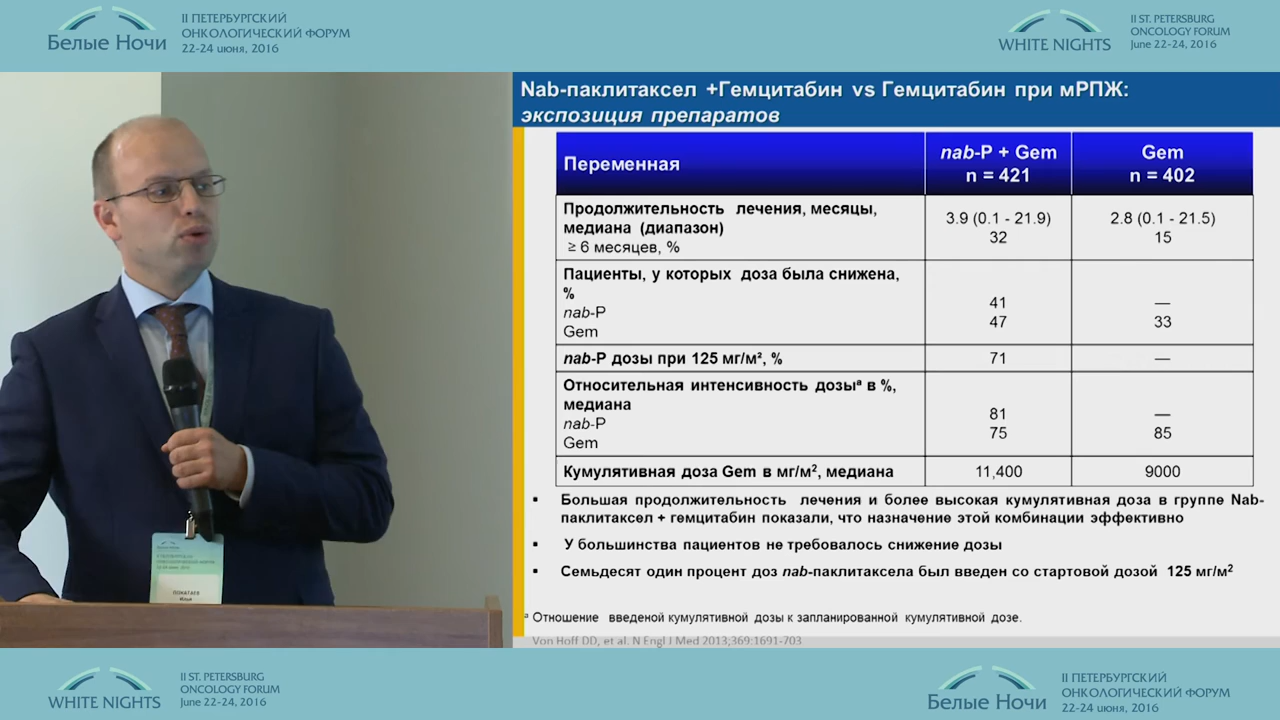 II ПЕТЕРБУРГСКИЙ
ОНКОЛОГИЧЕСКИЙ ФОРУМ
Белые Ночи
22-24 июня, 2016
II ST. PETERSBURG
ONCOLOGY FORUM
WHITE NIGHTS
June 22-24, 2016
Nab-паклитаксел +Гемцитабин vs Гемцитабин при мРПЖ:
экспозиция препаратов
Переменная
nab-P + Gem
n = 421
Gem
n = 402
Продолжительность лечения, месяцы,
медиана (диапазон)
≥ 6 месяцев, %
3.9 (0.1 - 21.9)
32
2.8 (0.1 - 21.5)
15
Пациенты, у которых доза была снижена,
%
nab-P
Gem
41
47
—
33
nab-P дозы при 125 мг/м², %
71
—
Относительная интенсивность дозыª в %,
медиана
nab-P
Gem
81
75
—
85
Кумулятивная доза Gem в мг/м², медиана
11,400
9000
▪ Большая продолжительность лечения и более высокая кумулятивная доза в группе Nab-
паклитаксел + гемцитабин показали, что назначение этой комбинации эффективно
▪ У большинства пациентов не требовалось снижение дозы
▪ Семьдесят один процент доз nab-паклитаксела был введен со стартовой дозой 125 мг/м²
ª Отношение введеной кумулятивной дозы к запланированной кумулятивной дозе.
Von Hoff DD, et al. N Engl J Med 2013;369:1691-703
ПОКАТАЕВ
Илья
WHITE NIGHTS
II ST. PETERSBURG
ONCOLOGY FORUM
June 22-24, 2016
Белые Ночи
II ПЕТЕРБУРГСКИЙ
ОНКОЛОГИЧЕСКИЙ ФОРУМ
22-24 июня, 2016